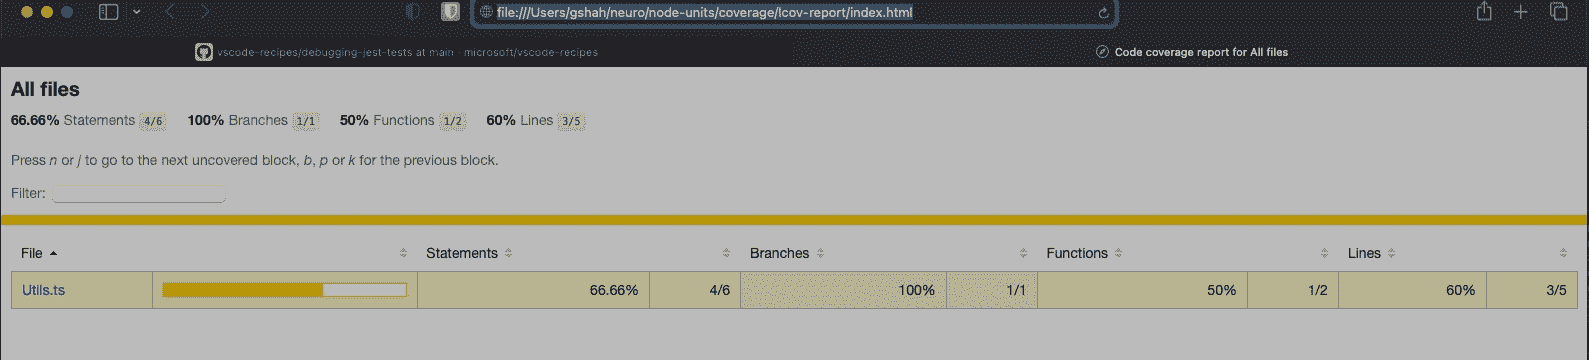 file:///Users/gshah/neuro/node-units/coverage/lcov-report/index.html
vscode-recipes/debugging-jest-tests at main · microsoft/vscode-recipes
Code coverage report for All files
All files
66.66% Statements 4/6 100% Branches 1/1 50% Functions 1/2 60% Lines 3/5
Press n or j to go to the next uncovered block, b, p or k for the previous block.
Filter:
File Statements Branches Functions Lines
Utils.ts 66.66% 4/6 100% 1/1 50% 1/2 60% 3/5